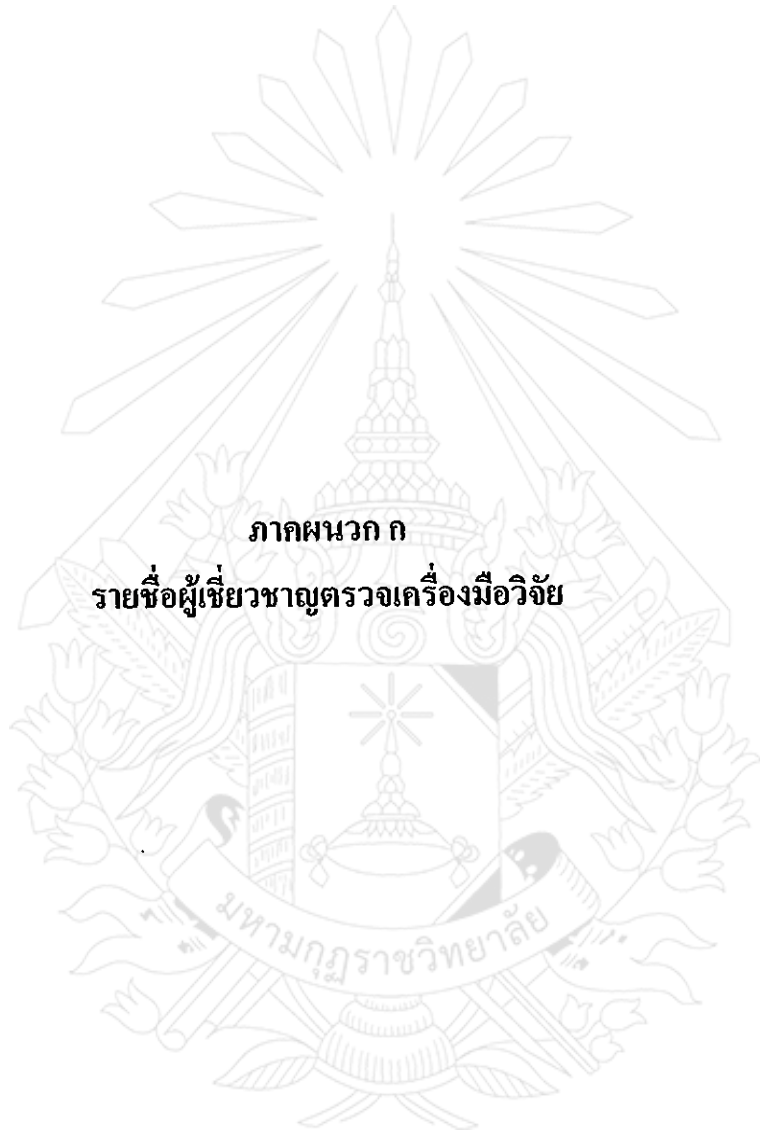 ภาคผนวก ก
รายชื่อผู้เชี่ยวชาญตรวจเครื่องมือวิจัย
มหามกุฏราชวิทยาลัย